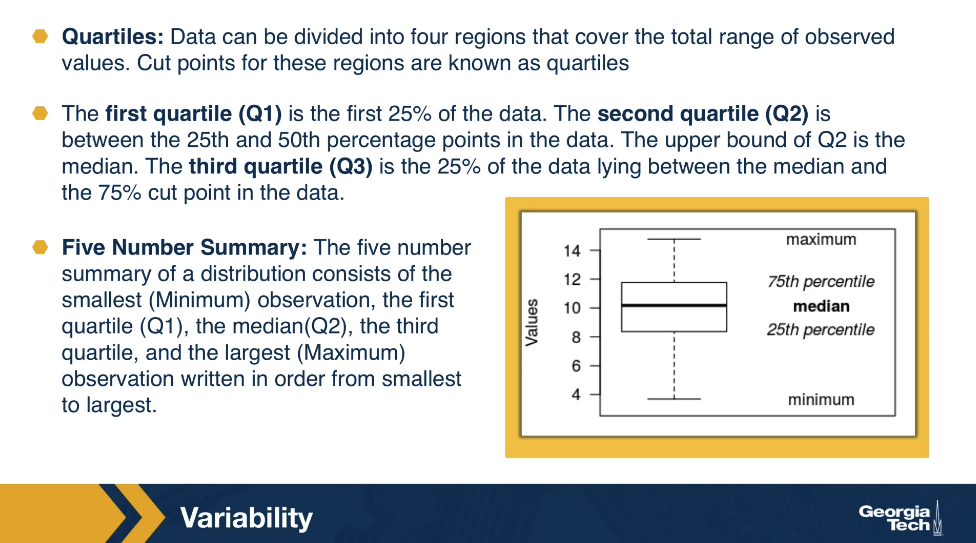 Quartiles: Data can be divided into four regions that cover the total range of observed
values. Cut points for these regions are known as quartiles
The first quartile (Q1) is the first 25% of the data. The second quartile (Q2) is
between the 25th and 50th percentage points in the data. The upper bound of Q2 is the
median. The third quartile (Q3) is the 25% of the data lying between the median and
the 75% cut point in the data.
Five Number Summary: The five number
summary of a distribution consists of the
smallest (Minimum) observation, the first
quartile (Q1), the median(Q2), the third
quartile, and the largest (Maximum)
observation written in order from smallest
to largest.
Values
14
12
10
8
6
4
maximum
75th percentile
median
25th percentile
minimum
Variability
Georgia
Tech